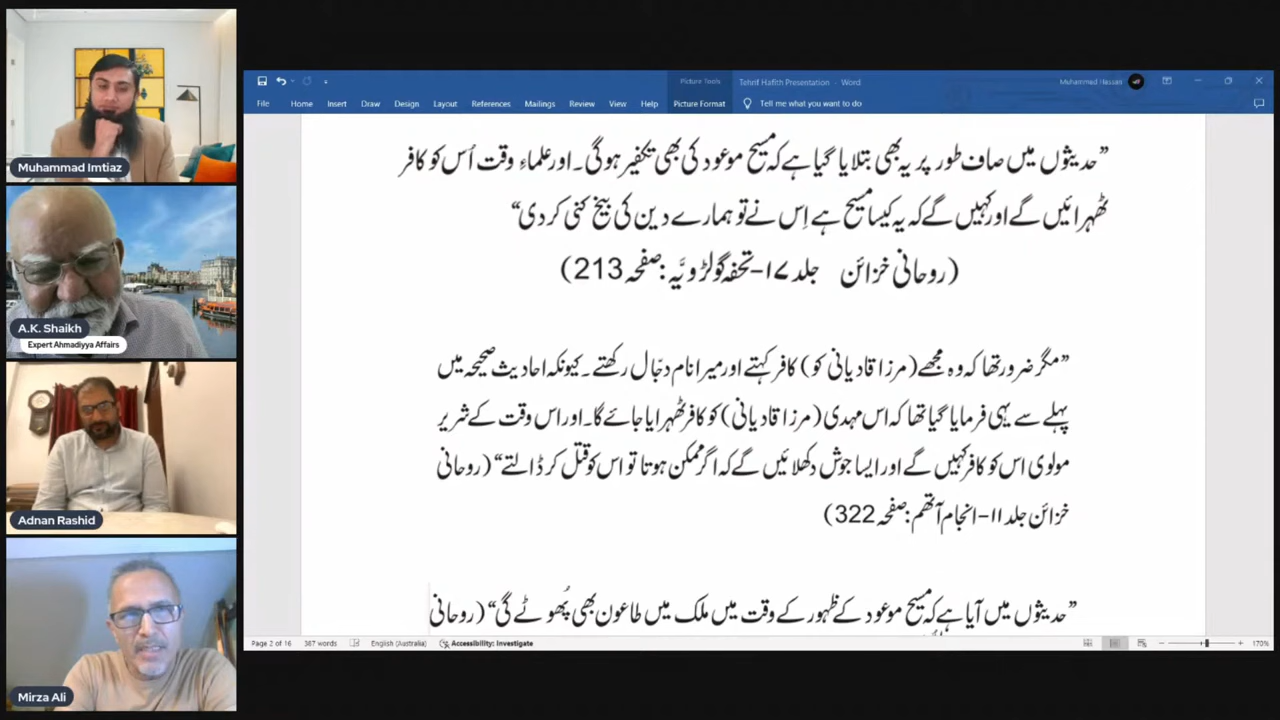 Muhammad Imtiaz
A.K. Shaikh
Expert Ahmadiyya Affairs
Adnan Rashid
Mirza Ali
Picture Tools
Tehrif Hafith Presentation - Word
Muhammad Hassan
File Home Insert Draw Design Layout References Mailings Review View Help Picture Format Tell me what you want to do
”حدیثوں میں صاف طور پر یہ بھی بتلایا گیا ہے کہ مسیح موعود کی بھی تکفیر ہوگی۔ اور علماءِ وقت اُس کو کافر
ٹھہرائیں گے اور کہیں گے کہ یہ کیسا مسیح ہے اِس نے تو ہمارے دین کی بیخ کنی کر دی“
(روحانی خزائن جلد ۱۷-تحفہ گولڑویَّہ: صفحہ 213)
”مگر ضرور تھا کہ وہ مجھے (مرزا قادیانی کو) کافر کہتے اور میرا نام دجّال رکھتے۔ کیونکہ احادیث صحیحہ میں
پہلے سے یہی فرمایا گیا تھا کہ اس مہدی (مرزا قادیانی) کو کافر ٹھہرایا جائے گا۔ اور اس وقت کے شریر
مولوی اس کو کافر کہیں گے اور ایسا جوش دکھلائیں گے کہ اگر ممکن ہوتا تو اس کو قتل کر ڈالتے“ (روحانی
خزائن جلد ۱۱-انجام آتھم: صفحہ 322)
”حدیثوں میں آیا ہے کہ مسیح موعود کے ظہور کے وقت میں ملک میں طاعون بھی پُھوٹے گی“ (روحانی
Page 2 of 16 367 words English (Australia) Accessibility: Investigate 170%